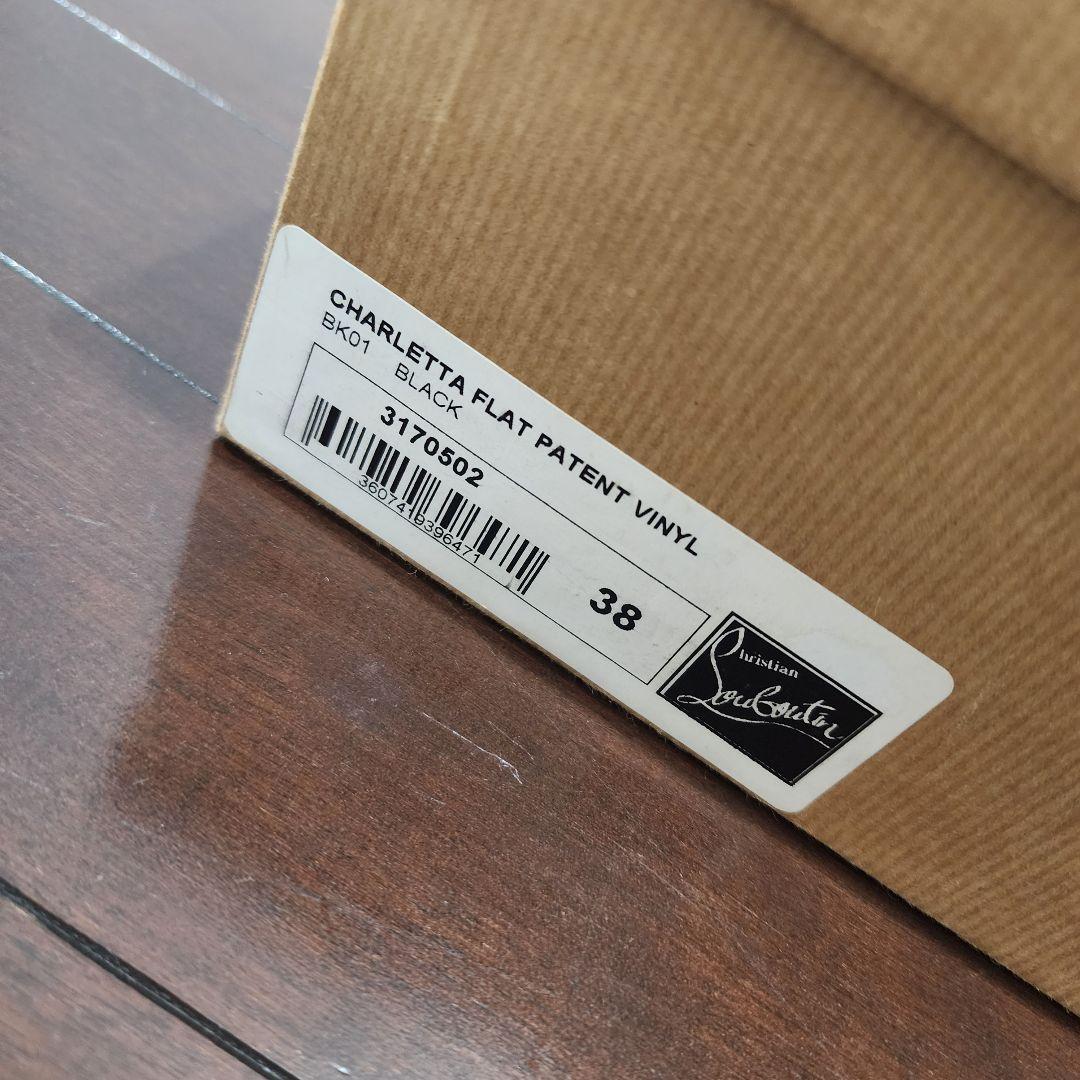 CHARLETTA FLAT PATENT VINYL
BK01 BLACK
3170502
3607419396471
38
Christian
Louboutin